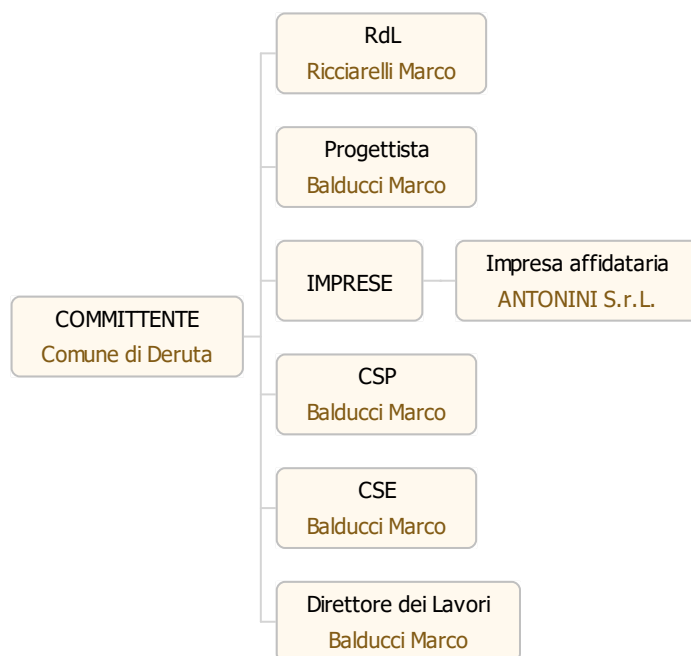 RdL
Ricciarelli Marco
Progettista
Balducci Marco
IMPRESE
Impresa affidataria
ANTONINI S.r.L.
COMMITTENTE
Comune di Deruta
CSP
Balducci Marco
CSE
Balducci Marco
Direttore dei Lavori
Balducci Marco